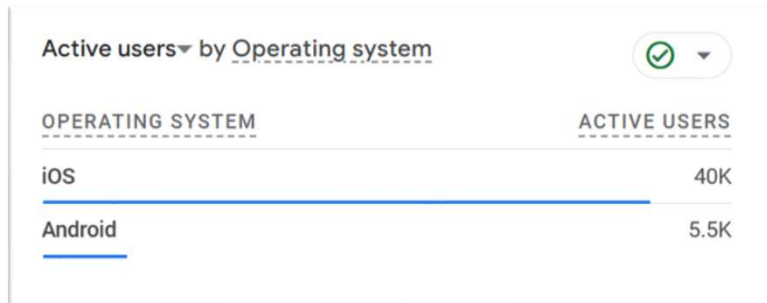 Active users by Operating system
OPERATING SYSTEM ACTIVE USERS
iOS 40K
Android 5.5K